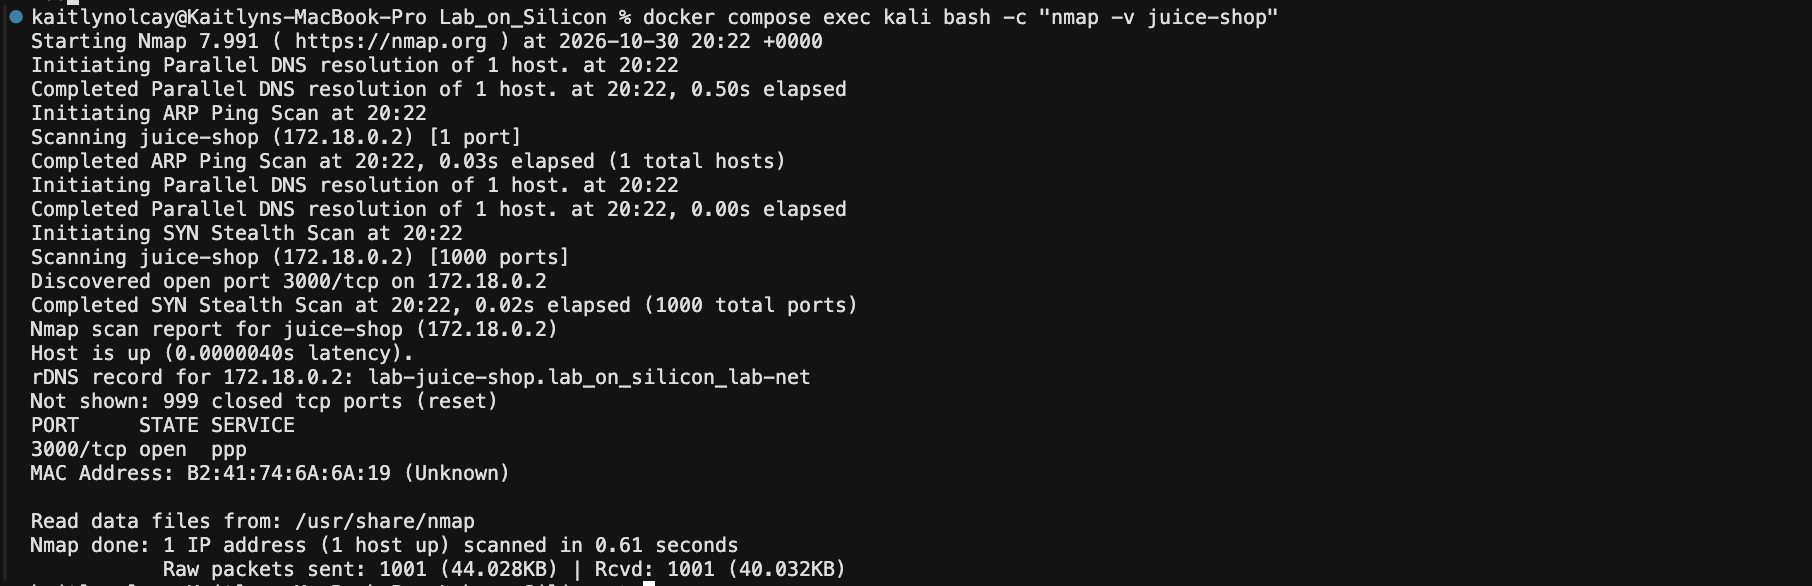 kaitlynolcay@Kaitlyns-MacBook-Pro Lab_on_Silicon % docker compose exec kali bash -c "nmap -v juice-shop"
Starting Nmap 7.991 ( https://nmap.org ) at 2026-10-30 20:22 +0000
Initiating Parallel DNS resolution of 1 host. at 20:22
Completed Parallel DNS resolution of 1 host. at 20:22, 0.50s elapsed
Initiating ARP Ping Scan at 20:22
Scanning juice-shop (172.18.0.2) [1 port]
Completed ARP Ping Scan at 20:22, 0.03s elapsed (1 total hosts)
Initiating Parallel DNS resolution of 1 host. at 20:22
Completed Parallel DNS resolution of 1 host. at 20:22, 0.00s elapsed
Initiating SYN Stealth Scan at 20:22
Scanning juice-shop (172.18.0.2) [1000 ports]
Discovered open port 3000/tcp on 172.18.0.2
Completed SYN Stealth Scan at 20:22, 0.02s elapsed (1000 total ports)
Nmap scan report for juice-shop (172.18.0.2)
Host is up (0.0000040s latency).
rDNS record for 172.18.0.2: lab-juice-shop.lab_on_silicon_lab-net
Not shown: 999 closed tcp ports (reset)
PORT     STATE SERVICE
3000/tcp open  ppp
MAC Address: B2:41:74:6A:6A:19 (Unknown)

Read data files from: /usr/share/nmap
Nmap done: 1 IP address (1 host up) scanned in 0.61 seconds
           Raw packets sent: 1001 (44.028KB) | Rcvd: 1001 (40.032KB)